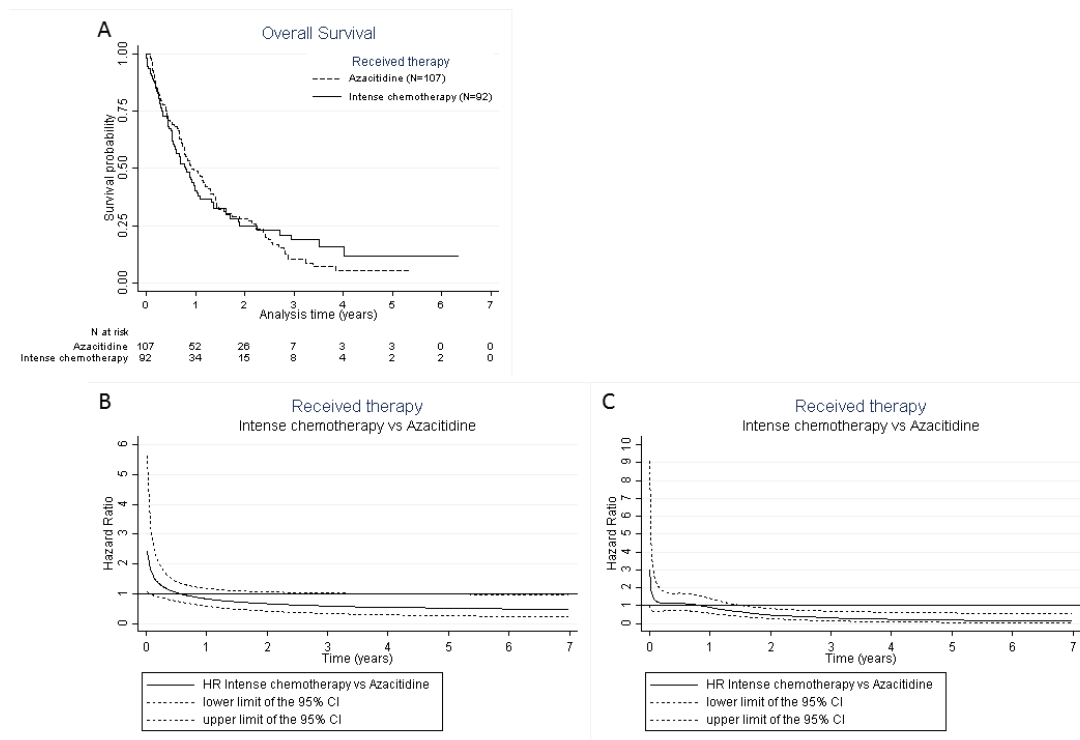 A
Overall Survival
Received therapy
Azacitidine (N=107)
Intense chemotherapy (N=92)
Survival probability
1.00
0.75
0.50
0.25
0.00
0 1 2 3 4 5 6 7
Analysis time (years)
N at risk
Azacitidine 107 52 26 7 3 3 0 0
Intense chemotherapy 92 34 15 8 4 2 2 0
B
Received therapy
Intense chemotherapy vs Azacitidine
Hazard Ratio
6
5
4
3
2
1
0
0 1 2 3 4 5 6 7
Time (years)
HR Intense chemotherapy vs Azacitidine
lower limit of the 95% CI
upper limit of the 95% CI
C
Received therapy
Intense chemotherapy vs Azacitidine
Hazard Ratio
10
9
8
7
6
5
4
3
2
1
0
0 1 2 3 4 5 6 7
Time (years)
HR Intense chemotherapy vs Azacitidine
lower limit of the 95% CI
upper limit of the 95% CI